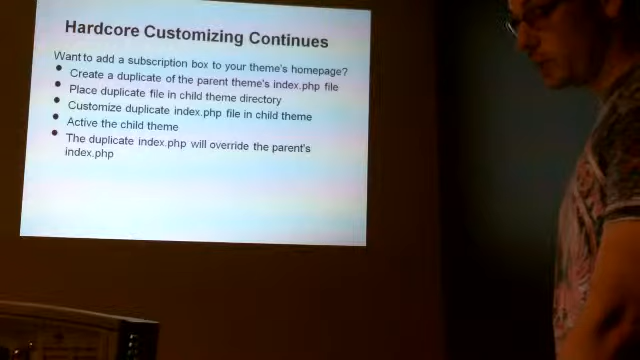 Hardcore Customizing Continues
Want to add a subscription box to your theme's homepage?
• Create a duplicate of the parent theme's index.php file
• Place duplicate file in child theme directory
• Customize duplicate index.php file in child theme
• Active the child theme
• The duplicate index.php will override the parent's
index.php